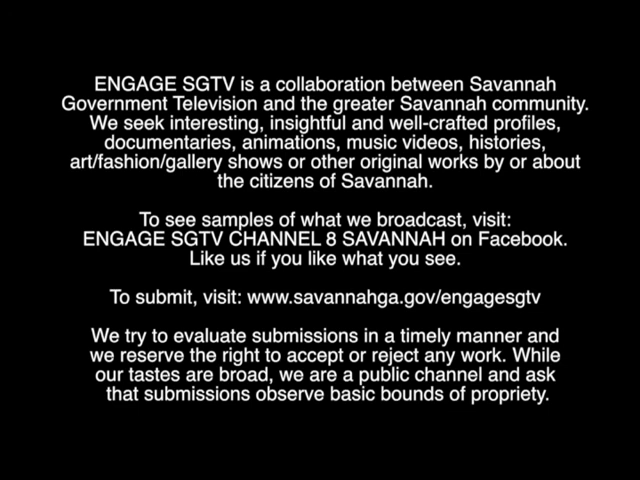 ENGAGE SGTV is a collaboration between Savannah
Government Television and the greater Savannah community.
We seek interesting, insightful and well-crafted profiles,
documentaries, animations, music videos, histories,
art/fashion/gallery shows or other original works by or about
the citizens of Savannah.
To see samples of what we broadcast, visit:
ENGAGE SGTV CHANNEL 8 SAVANNAH on Facebook.
Like us if you like what you see.
To submit, visit: www.savannahga.gov/engagesgtv
We try to evaluate submissions in a timely manner and
we reserve the right to accept or reject any work. While
our tastes are broad, we are a public channel and ask
that submissions observe basic bounds of propriety.